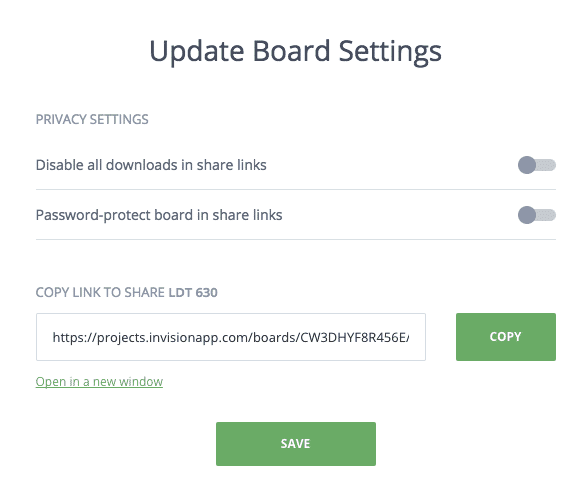 Update Board Settings
PRIVACY SETTINGS
Disable all downloads in share links
Password-protect board in share links
COPY LINK TO SHARE LDT 630
https://projects.invisionapp.com/boards/CW3DHYF8R456E/
COPY
Open in a new window
SAVE